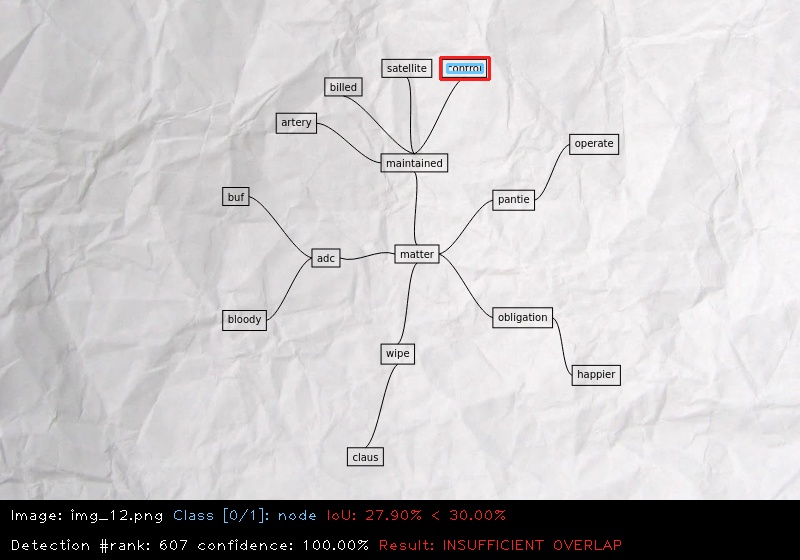 satellite
control
billed
artery
operate
maintained
buf
pantie
matter
adc
bloody
obligation
wipe
happier
claus
Image: img_12.png Class [0/1]: node IoU: 27.90% < 30.00%
Detection #rank: 607 confidence: 100.00% Result: INSUFFICIENT OVERLAP